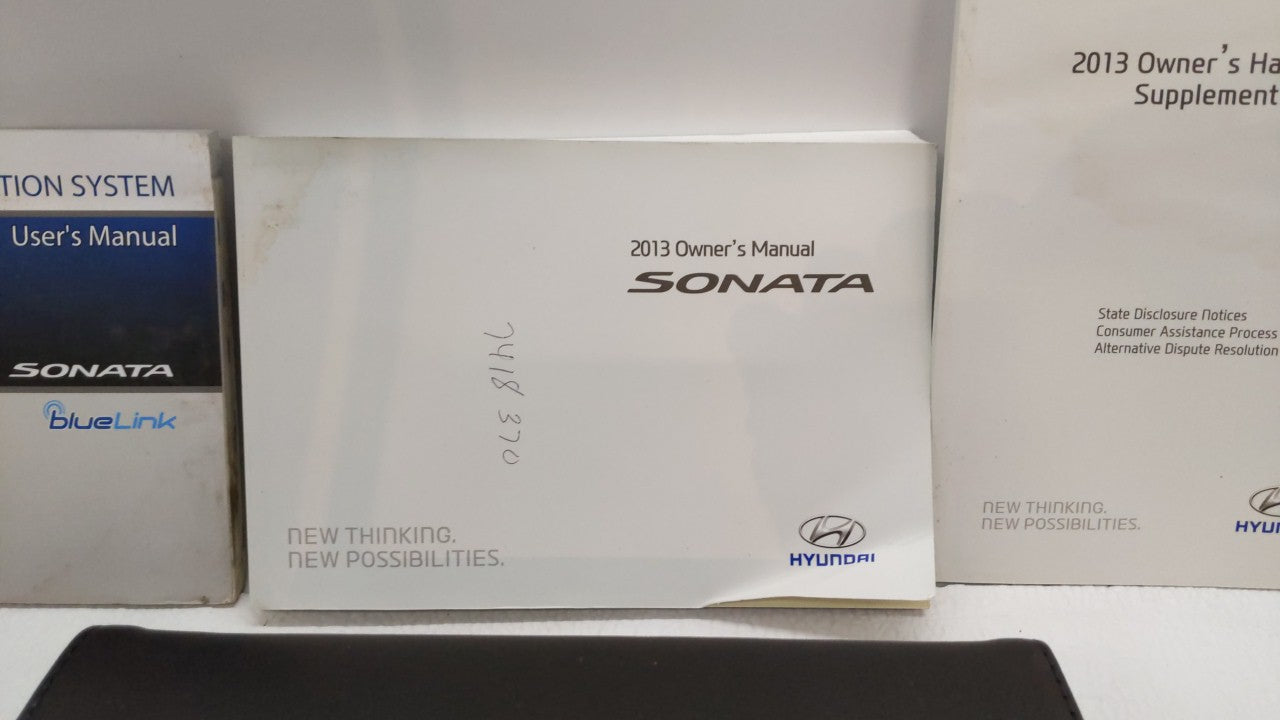 TION SYSTEM
User's Manual
SONATA
blueLink
2013 Owner's Manual
SONATA
7418 370
NEW THINKING.
NEW POSSIBILITIES.
HYUNDAI
2013 Owner's Ha
Supplement
State Disclosure Notices
Consumer Assistance Process
Alternative Dispute Resolution
NEW THINKING.
NEW POSSIBILITIES.
HYU